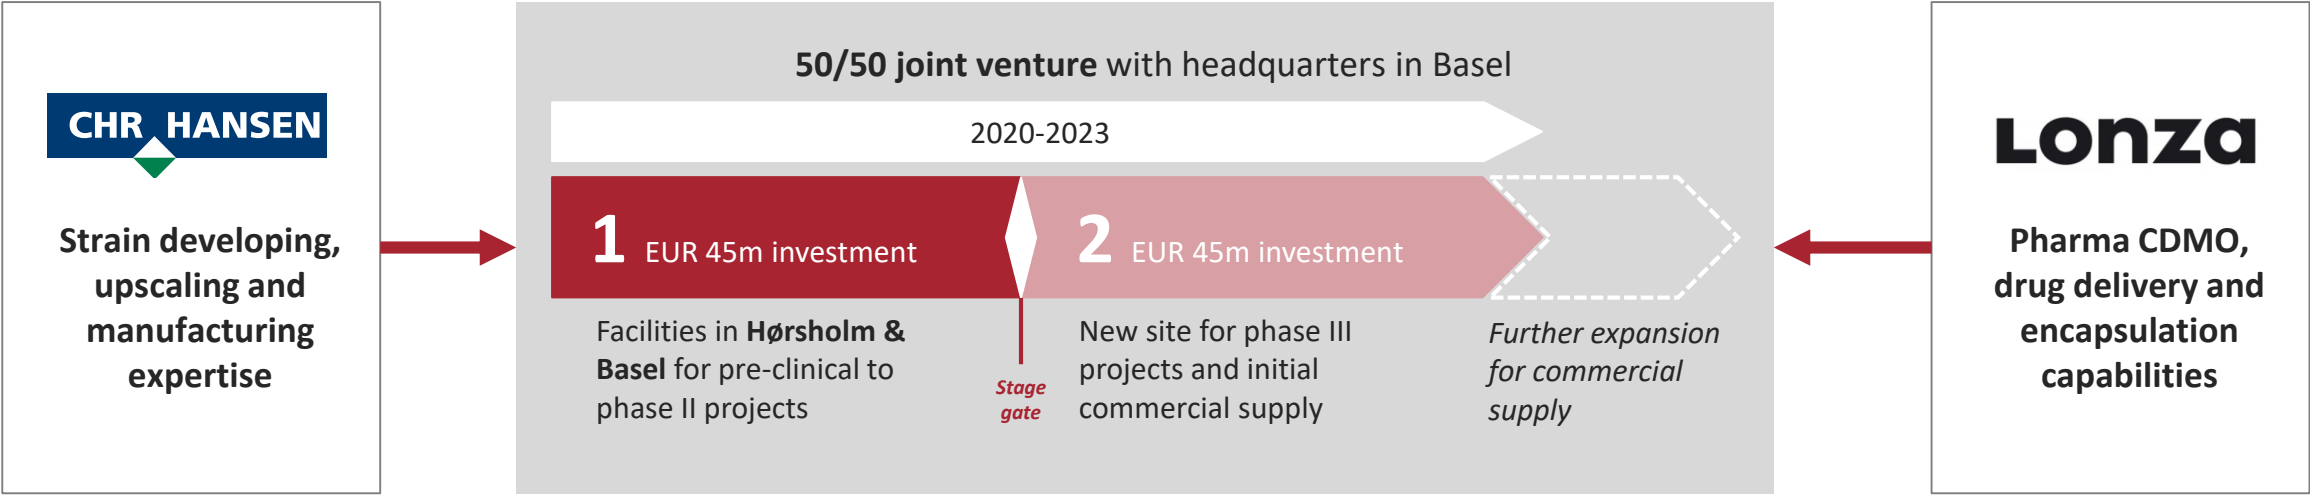 CHR HANSEN
Strain developing,
upscaling and
manufacturing
expertise
50/50 joint venture with headquarters in Basel
2020-2023
1 EUR 45m investment
2 EUR 45m investment
Facilities in Hørsholm &
Basel for pre-clinical to
phase II projects
Stage
gate
New site for phase III
projects and initial
commercial supply
Further expansion
for commercial
supply
Lonza
Pharma CDMO,
drug delivery and
encapsulation
capabilities